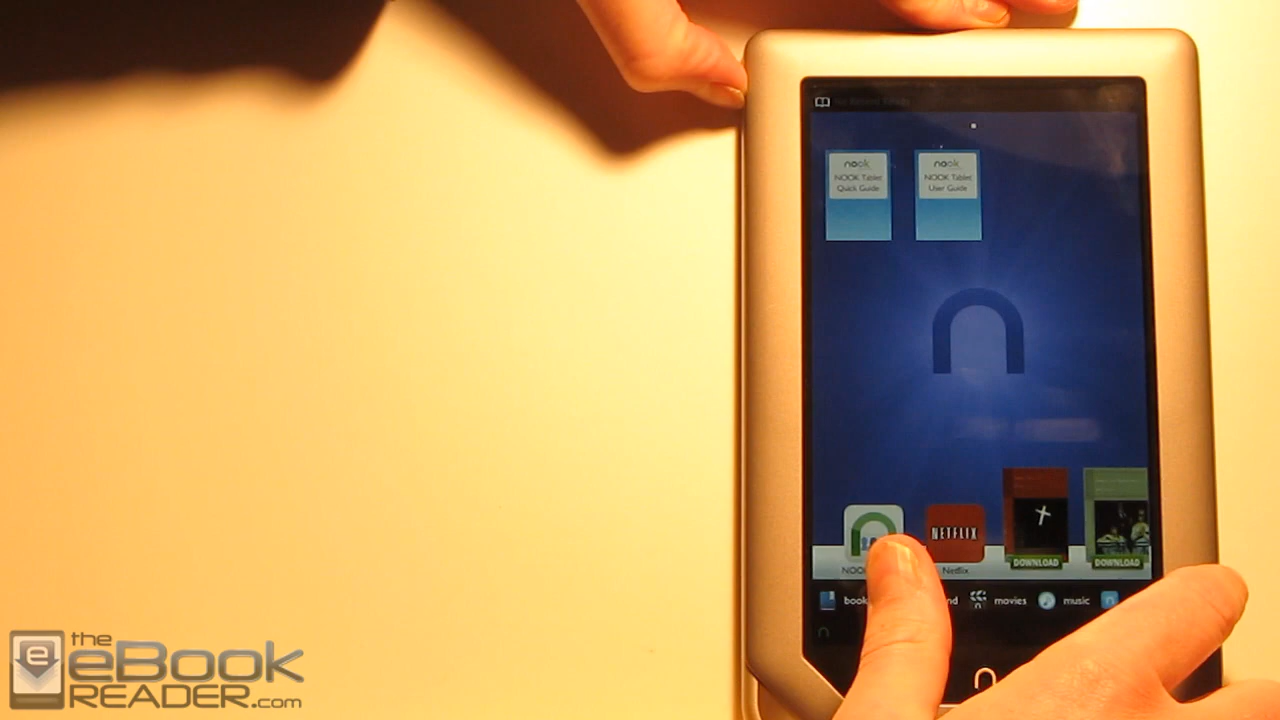 nook
NOOK Tablet
Quick Guide
nook
NOOK Tablet
User Guide
n
NETFLIX
DOWNLOAD
DOWNLOAD
Netflix
movies
music
the
eBook
READER.com